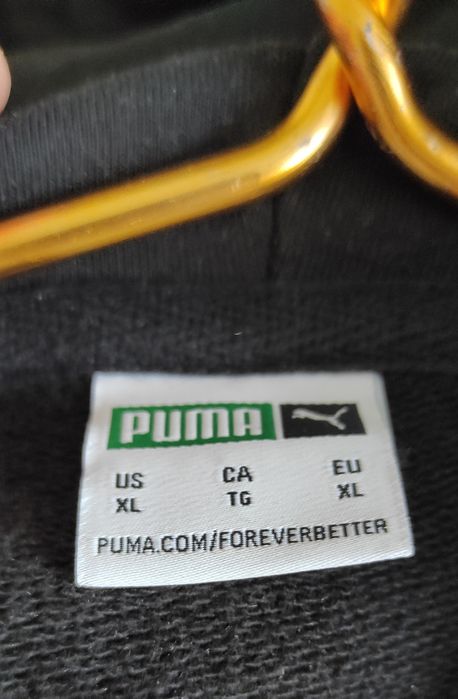 PUMA
US CA EU
XL TG XL
PUMA.COM/FOREVERBETTER